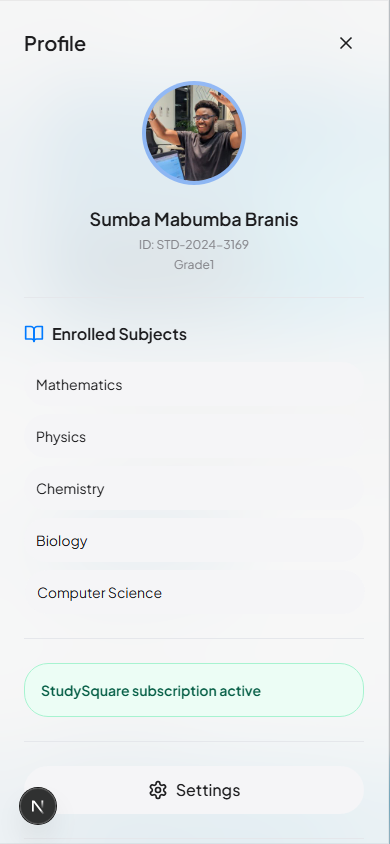 Profile
Sumba Mabumba Branis
ID: STD-2024-3169
Grade1
Enrolled Subjects
Mathematics
Physics
Chemistry
Biology
Computer Science
StudySquare subscription active
Settings
N